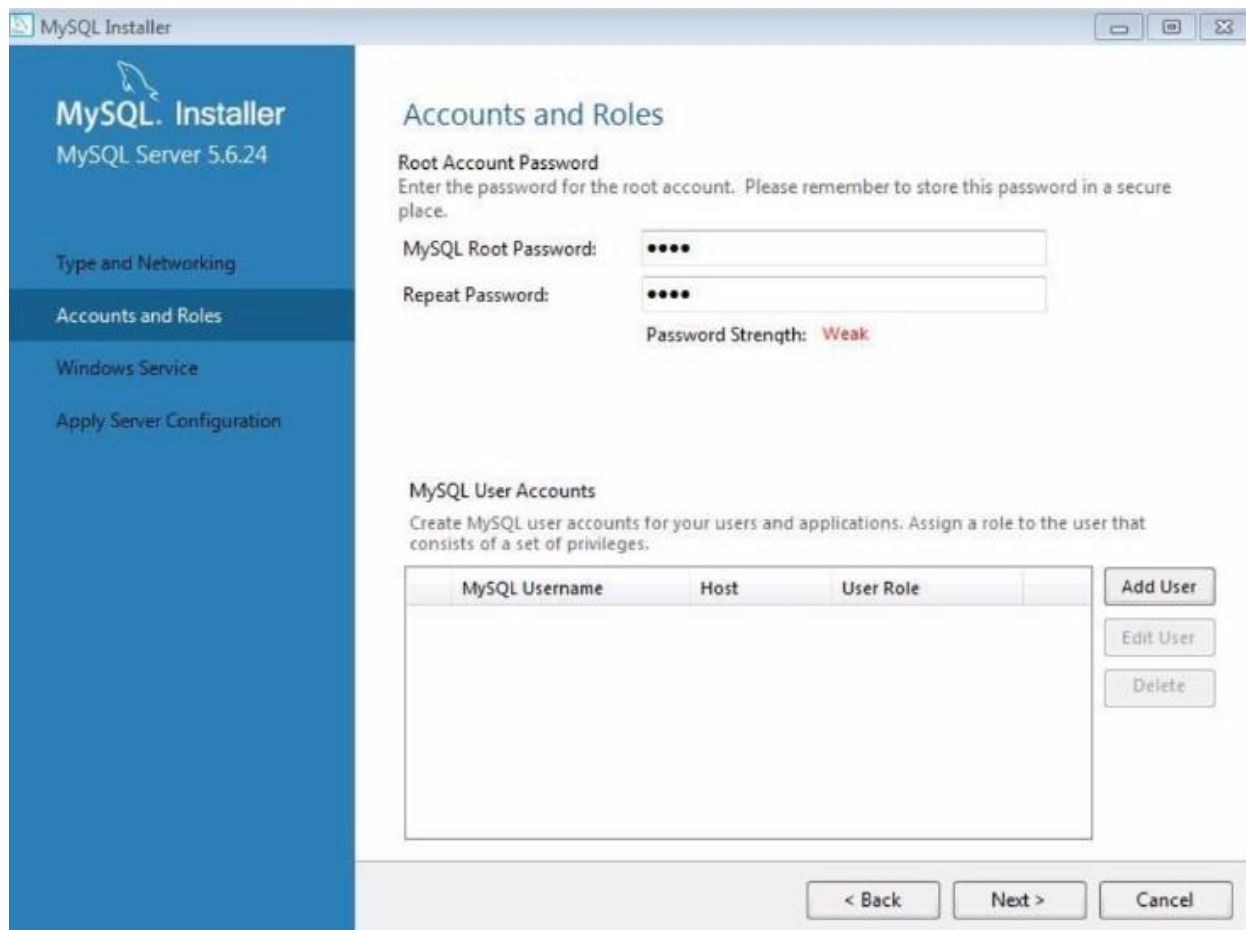 MySQL Installer
MySQL. Installer
MySQL Server 5.6.24
Type and Networking
Accounts and Roles
Windows Service
Apply Server Configuration
Accounts and Roles
Root Account Password
Enter the password for the root account. Please remember to store this password in a secure
place.
MySQL Root Password: ••••
Repeat Password: ••••
Password Strength: Weak
MySQL User Accounts
Create MySQL user accounts for your users and applications. Assign a role to the user that
consists of a set of privileges.
MySQL Username Host User Role
Add User
Edit User
Delete
< Back Next > Cancel